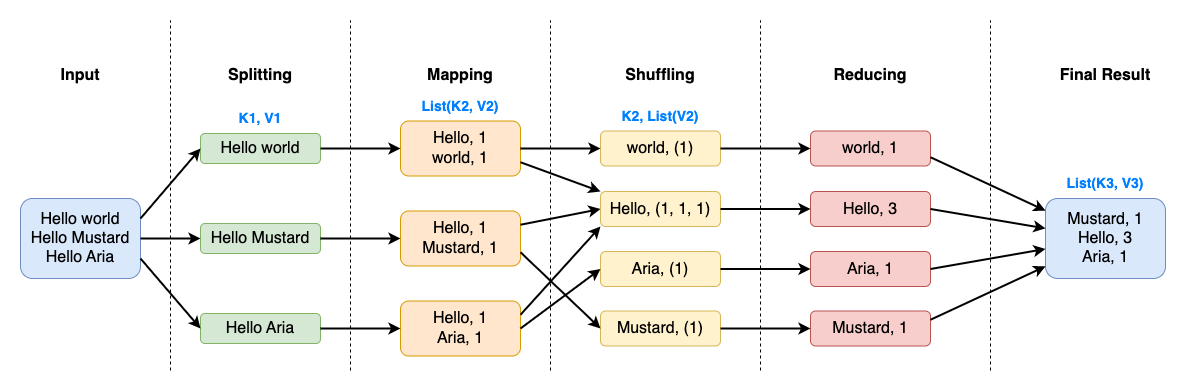 Input
Splitting
Mapping
Shuffling
Reducing
Final Result
K1, V1
List(K2, V2)
K2, List(V2)
List(K3, V3)
Hello world
Hello Mustard
Hello Aria
Hello world
Hello Mustard
Hello Aria
Hello, 1
world, 1
Hello, 1
Mustard, 1
Hello, 1
Aria, 1
world, (1)
Hello, (1, 1, 1)
Aria, (1)
Mustard, (1)
world, 1
Hello, 3
Aria, 1
Mustard, 1
Mustard, 1
Hello, 3
Aria, 1